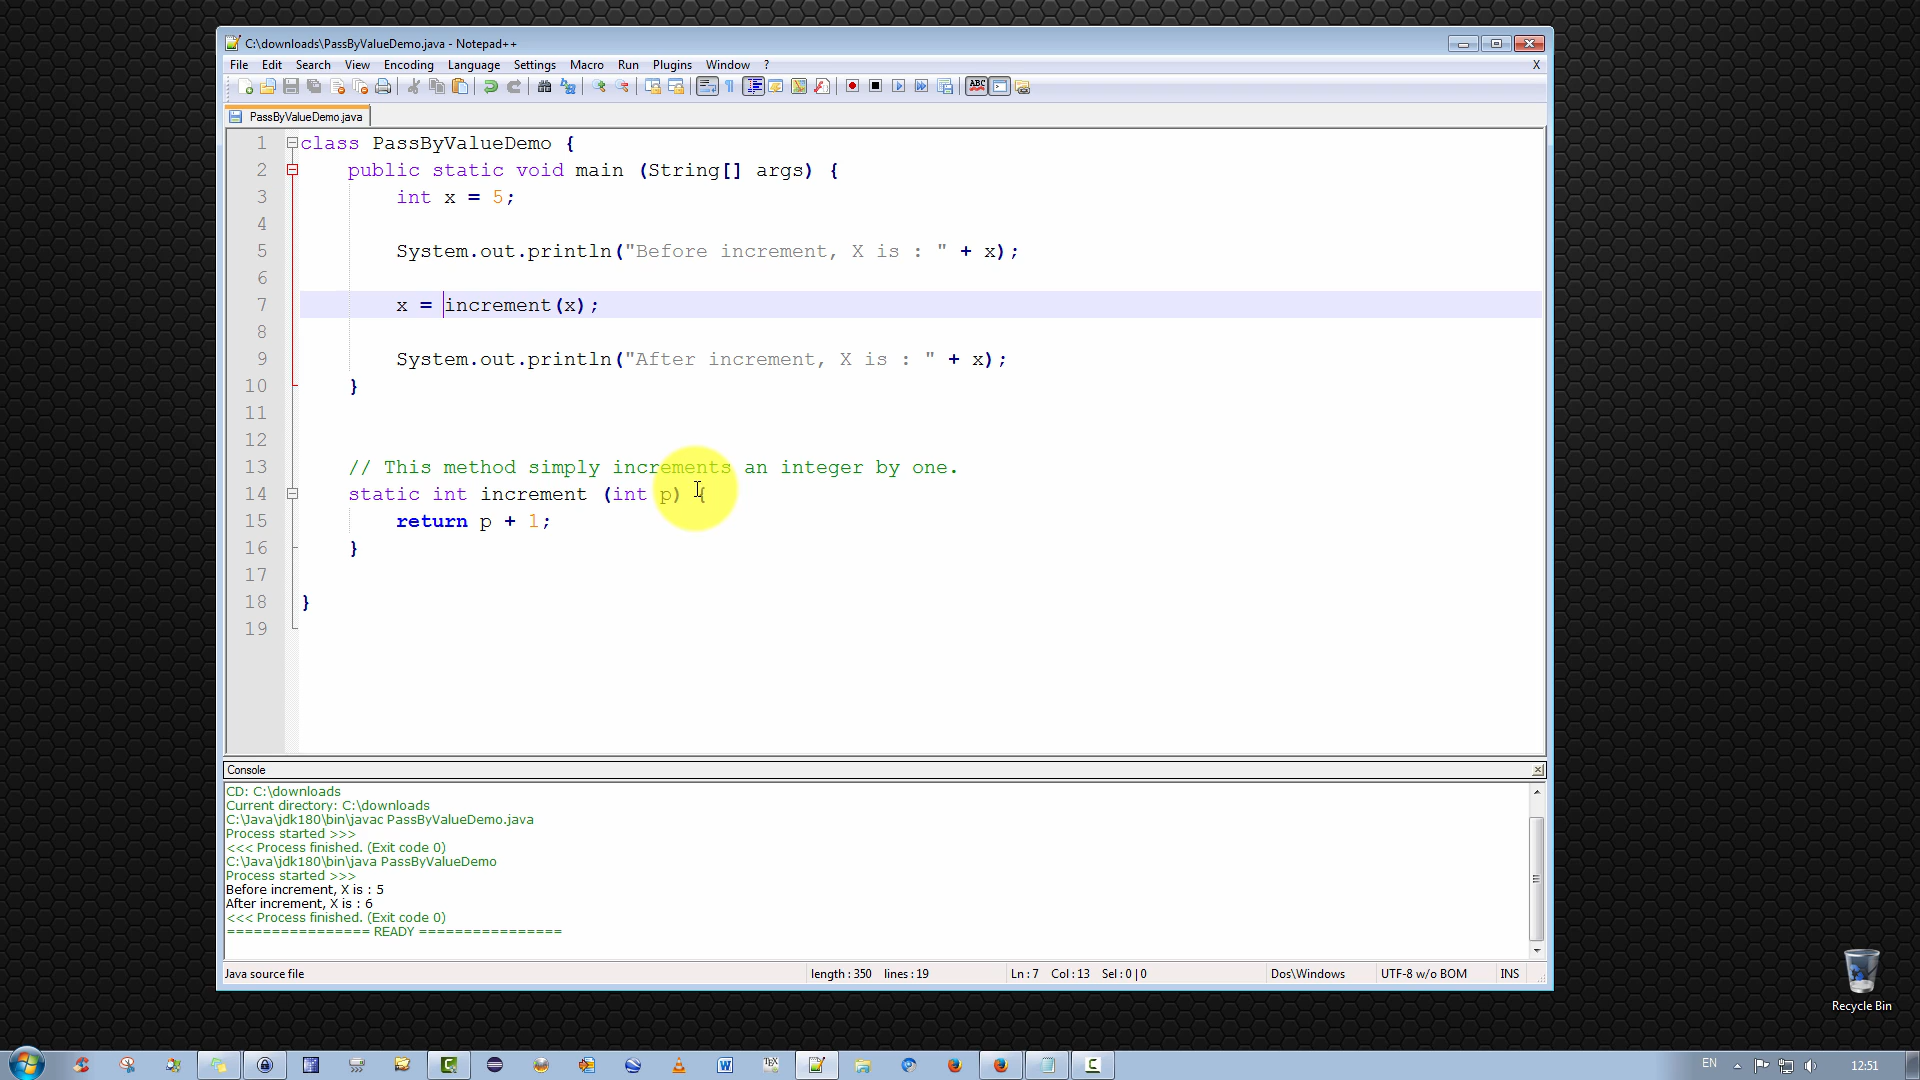 C:\downloads\PassByValueDemo.java - Notepad++
File Edit Search View Encoding Language Settings Macro Run Plugins Window ? X
ABC
PassByValueDemo.java
1 class PassByValueDemo {
2 public static void main (String[] args) {
3 int x = 5;
4
5 System.out.println("Before increment, X is : " + x);
6
7 x = increment(x);
8
9 System.out.println("After increment, X is : " + x);
10 }
11
12
13 // This method simply increments an integer by one.
14 static int increment (int p) {
15 return p + 1;
16 }
17
18 }
19
Console
CD: C:\downloads
Current directory: C:\downloads
C:\Java\jdk180\bin\javac PassByValueDemo.java
Process started >>>
<<< Process finished. (Exit code 0)
C:\Java\jdk180\bin\java PassByValueDemo
Process started >>>
Before increment, X is : 5
After increment, X is : 6
<<< Process finished. (Exit code 0)
================ READY ================
Java source file length : 350 lines : 19 Ln : 7 Col : 13 Sel : 0 | 0 Dos\Windows UTF-8 w/o BOM INS
Recycle Bin
EN 12:51